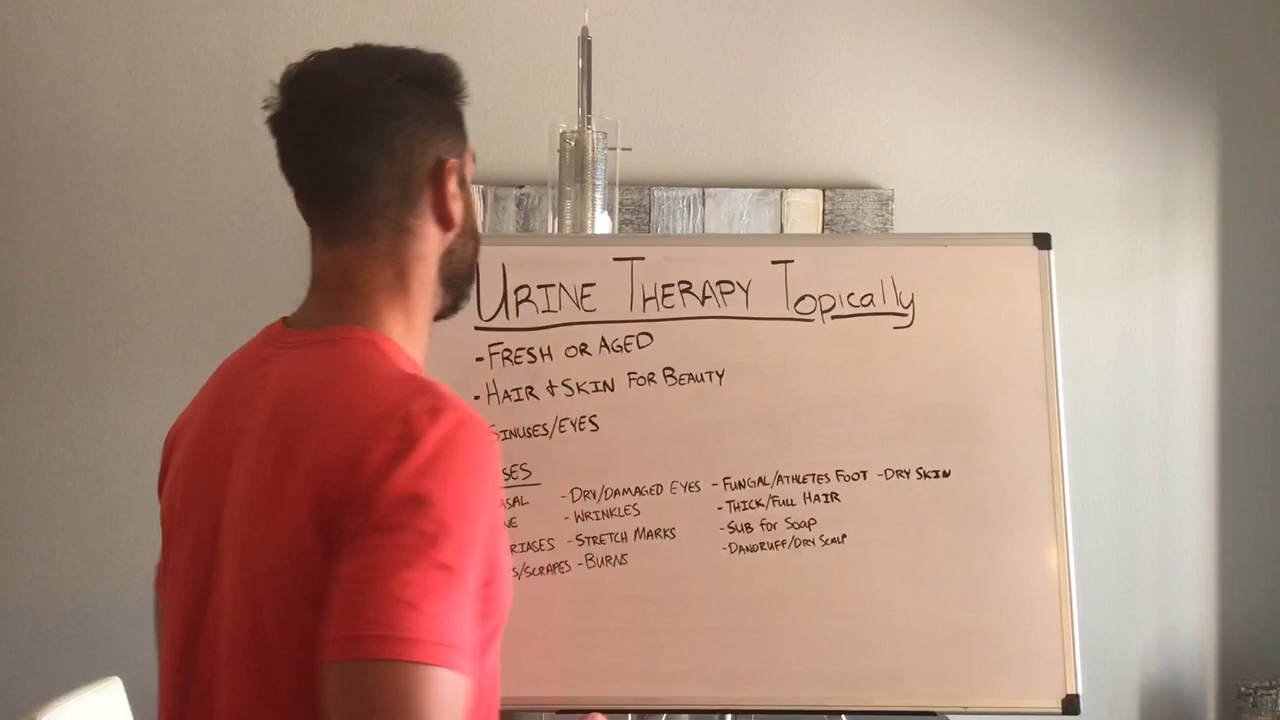 URINE THERAPY Topically
-FRESH OR AGED
-HAIR & SKIN FOR BEAUTY
SINUSES/EYES
-DRY/DAMAGED EYES -FUNGAL/ATHLETES FOOT -DRY SKIN
-WRINKLES -THICK/FULL HAIR
-STRETCH MARKS -SUB for Soap
/SCRAPES -BURNS -DANDRUFF/DRY SCALP